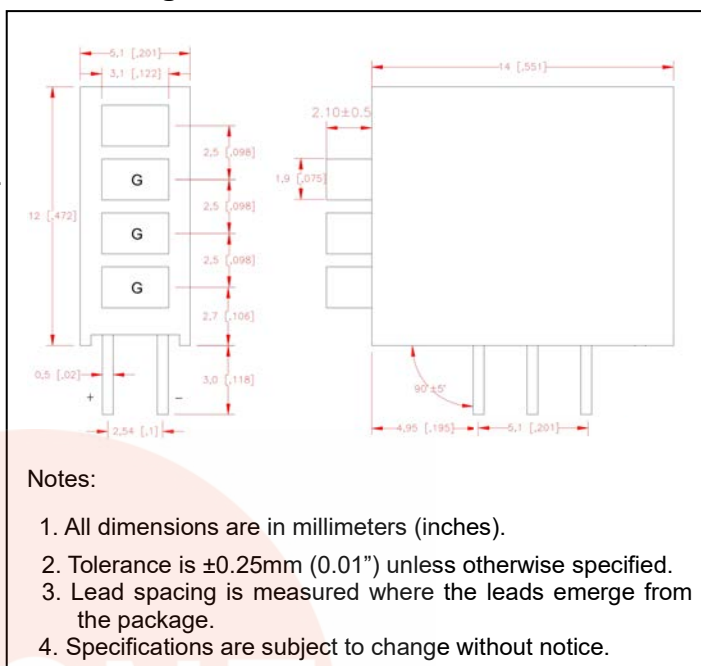 5,1 [,201]
3,1 [,122]
14 [,551]
2.10±0.5
2,5 [,098]
1,9 [,075]
G
2,5 [,098]
12 [,472]
G
2,5 [,098]
G
2,7 [,106]
0,5 [,02]
3,0 [,118]
90°±5°
+ −
2,54 [,1]
4,95 [,195]
5,1 [,201]
Notes:
1. All dimensions are in millimeters (inches).
2. Tolerance is ±0.25mm (0.01”) unless otherwise specified.
3. Lead spacing is measured where the leads emerge from
the package.
4. Specifications are subject to change without notice.